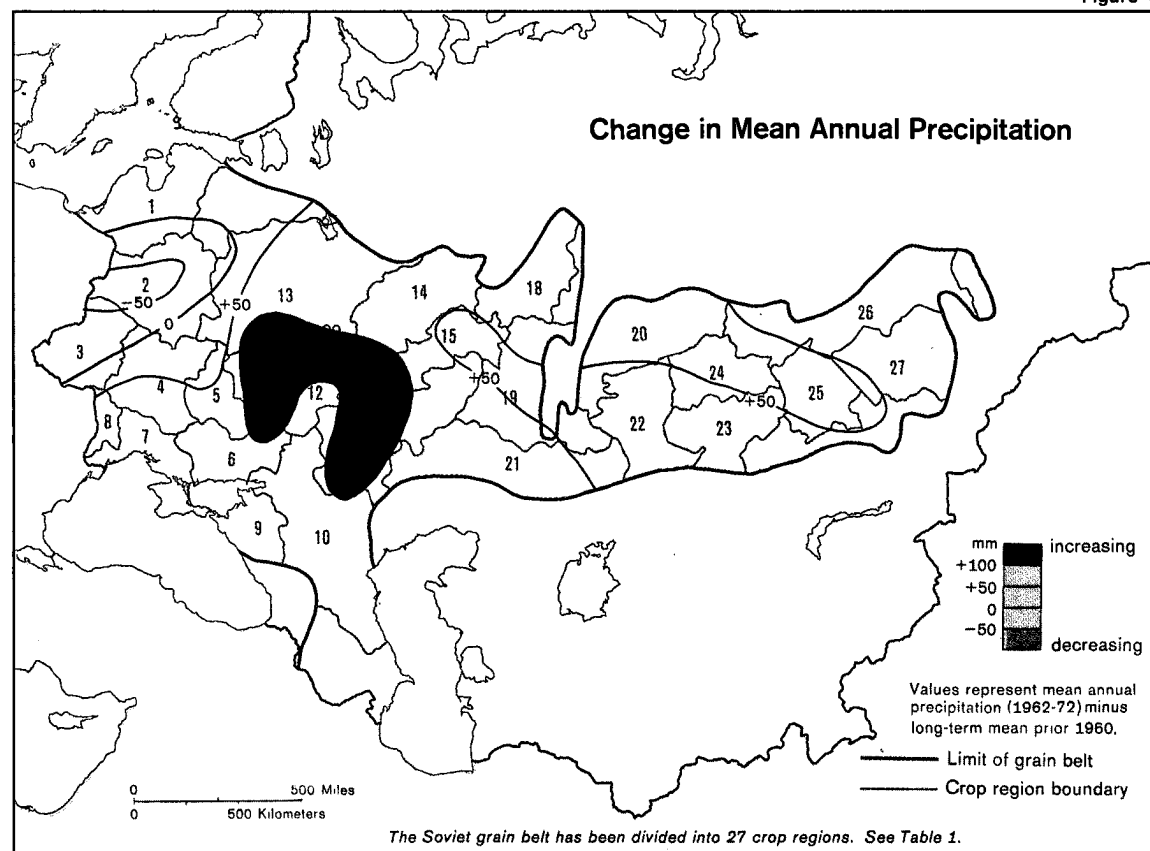 Figure
Change in Mean Annual Precipitation
1
2
-50
0
+50
13
14
18
15
3
4
5
12
+50
19
20
24
26
27
25
+50
22
23
8
7
6
21
9
10
mm
+100
+50
0
-50
increasing
decreasing
Values represent mean annual
precipitation (1962-72) minus
long-term mean prior 1960.
Limit of grain belt
Crop region boundary
0 500 Miles
0 500 Kilometers
The Soviet grain belt has been divided into 27 crop regions. See Table 1.